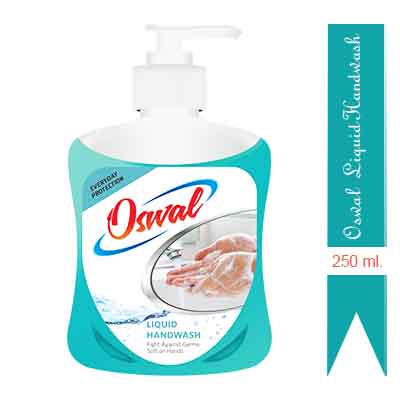 EVERYDAY
PROTECTION
Oswal
LIQUID
HANDWASH
Fight Against Germs
Soft on Hands
Oswal Liquid Handwash
250 ml.